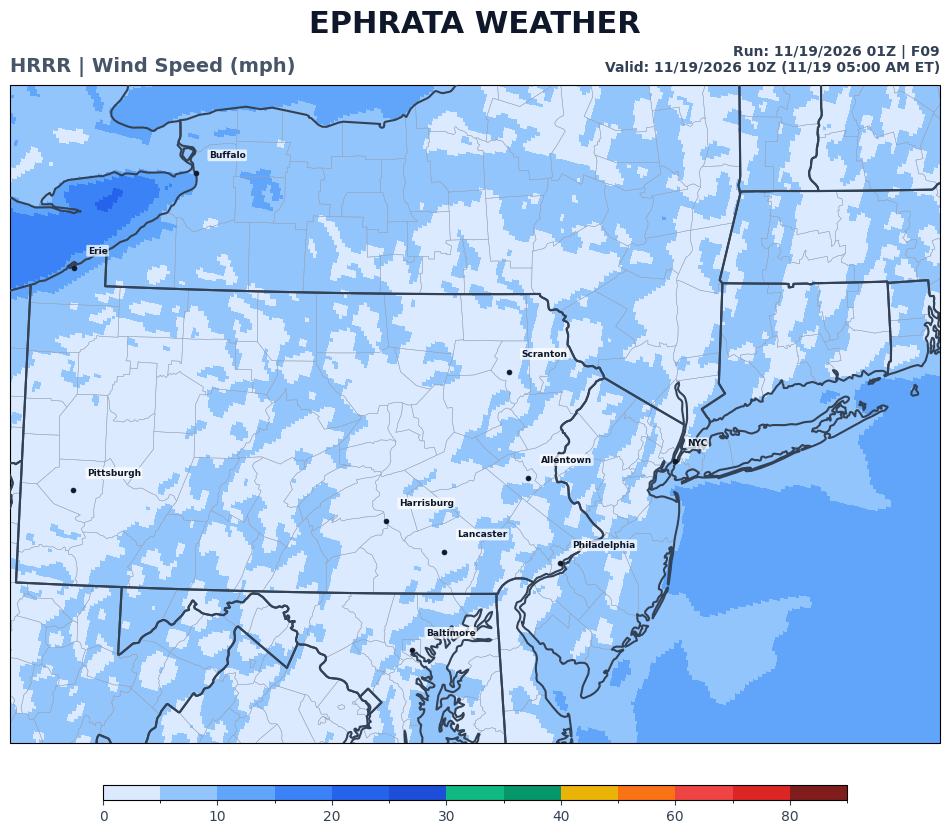 EPHRATA WEATHER
HRRR | Wind Speed (mph)
Run: 11/19/2026 01Z | F09
Valid: 11/19/2026 10Z (11/19 05:00 AM ET)
Buffalo
Erie
Scranton
NYC
Allentown
Pittsburgh
Harrisburg
Lancaster
Philadelphia
Baltimore
0 10 20 30 40 50 60 70 80